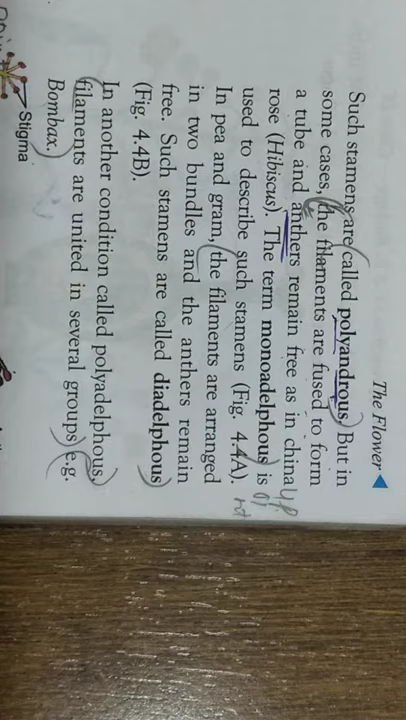 The Flower
Such stamens are called polyandrous. But in
some cases, the filaments are fused to form
a tube and anthers remain free as in china
rose (Hibiscus). The term monoadelphous is
used to describe such stamens (Fig. 4.4A).
In pea and gram, the filaments are arranged
in two bundles and the anthers remain
free. Such stamens are called diadelphous
(Fig. 4.4B).
In another condition called polyadelphous,
filaments are united in several groups e.g.
Bombax.
Stigma